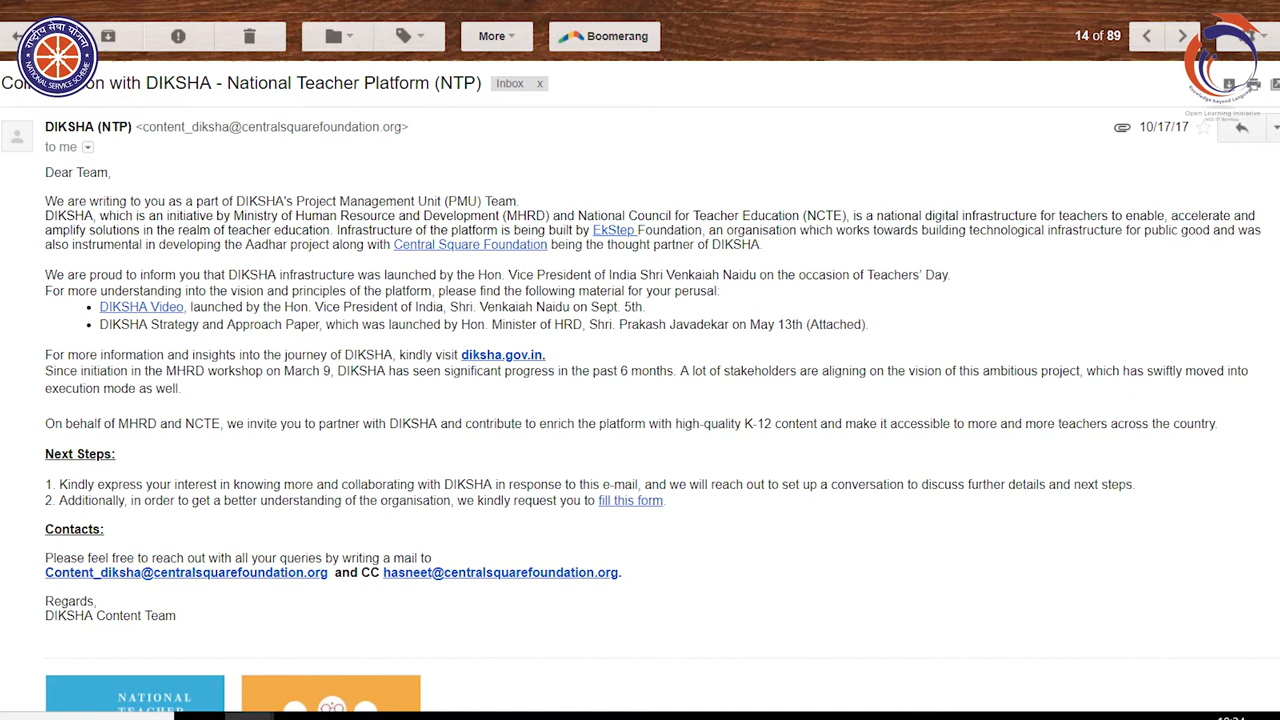 More
Boomerang
14 of 89
राष्ट्रीय सेवा योजना
NATIONAL SERVICE SCHEME
with DIKSHA - National Teacher Platform (NTP) Inbox x
Knowledge beyond Language
Open Learning Initiative
DIKSHA (NTP) <content_diksha@centralsquarefoundation.org>
10/17/17
to me
Dear Team,
We are writing to you as a part of DIKSHA's Project Management Unit (PMU) Team.
DIKSHA, which is an initiative by Ministry of Human Resource and Development (MHRD) and National Council for Teacher Education (NCTE), is a national digital infrastructure for teachers to enable, accelerate and
amplify solutions in the realm of teacher education. Infrastructure of the platform is being built by EkStep Foundation, an organisation which works towards building technological infrastructure for public good and was
also instrumental in developing the Aadhar project along with Central Square Foundation being the thought partner of DIKSHA.
We are proud to inform you that DIKSHA infrastructure was launched by the Hon. Vice President of India Shri Venkaiah Naidu on the occasion of Teachers' Day.
For more understanding into the vision and principles of the platform, please find the following material for your perusal:
• DIKSHA Video, launched by the Hon. Vice President of India, Shri. Venkaiah Naidu on Sept. 5th.
• DIKSHA Strategy and Approach Paper, which was launched by Hon. Minister of HRD, Shri. Prakash Javadekar on May 13th (Attached).
For more information and insights into the journey of DIKSHA, kindly visit diksha.gov.in.
Since initiation in the MHRD workshop on March 9, DIKSHA has seen significant progress in the past 6 months. A lot of stakeholders are aligning on the vision of this ambitious project, which has swiftly moved into
execution mode as well.
On behalf of MHRD and NCTE, we invite you to partner with DIKSHA and contribute to enrich the platform with high-quality K-12 content and make it accessible to more and more teachers across the country.
Next Steps:
1. Kindly express your interest in knowing more and collaborating with DIKSHA in response to this e-mail, and we will reach out to set up a conversation to discuss further details and next steps.
2. Additionally, in order to get a better understanding of the organisation, we kindly request you to fill this form.
Contacts:
Please feel free to reach out with all your queries by writing a mail to
Content_diksha@centralsquarefoundation.org and CC hasneet@centralsquarefoundation.org.
Regards,
DIKSHA Content Team
NATIONAL
TEACHER